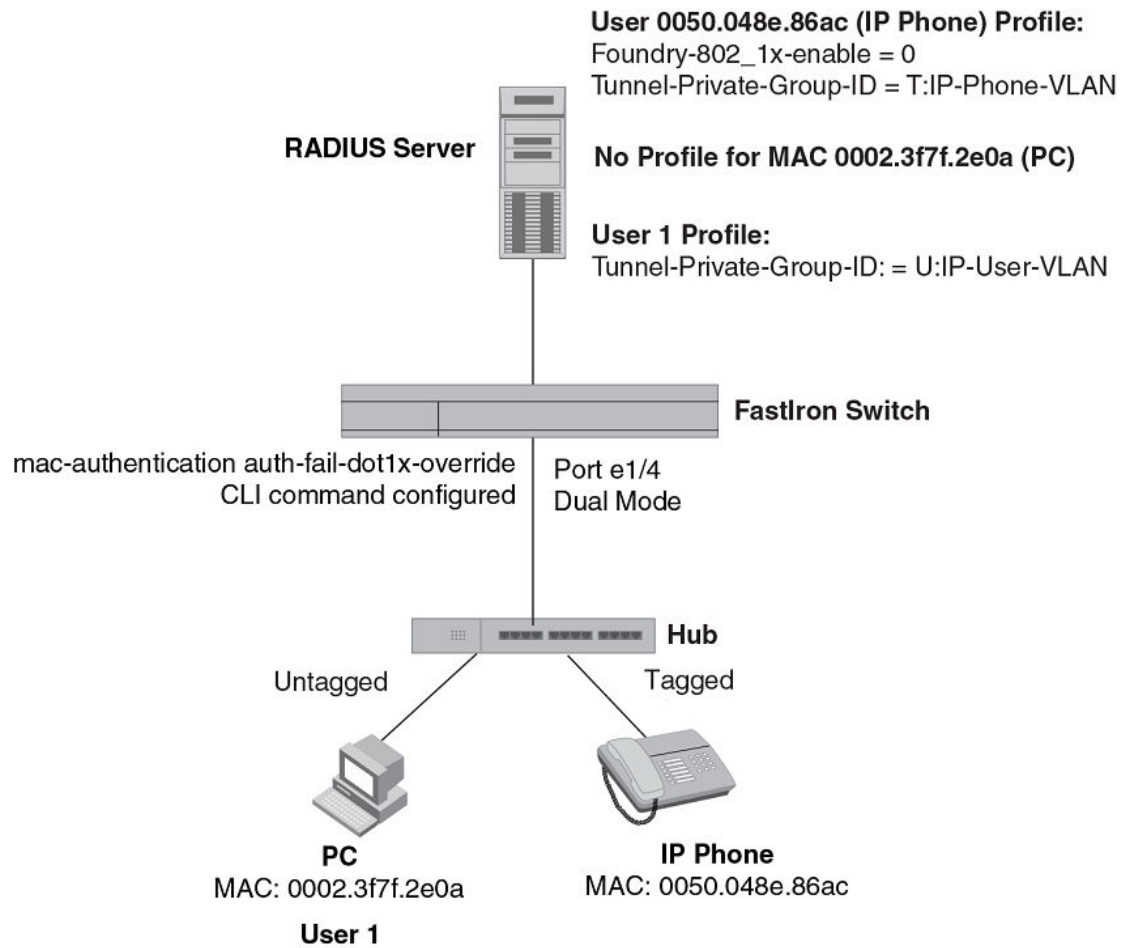 User 0050.048e.86ac (IP Phone) Profile:
Foundry-802_1x-enable = 0
Tunnel-Private-Group-ID = T:IP-Phone-VLAN
RADIUS Server
No Profile for MAC 0002.3f7f.2e0a (PC)
User 1 Profile:
Tunnel-Private-Group-ID: = U:IP-User-VLAN
FastIron Switch
mac-authentication auth-fail-dot1x-override
CLI command configured
Port e1/4
Dual Mode
Hub
Untagged
Tagged
PC
MAC: 0002.3f7f.2e0a
User 1
IP Phone
MAC: 0050.048e.86ac